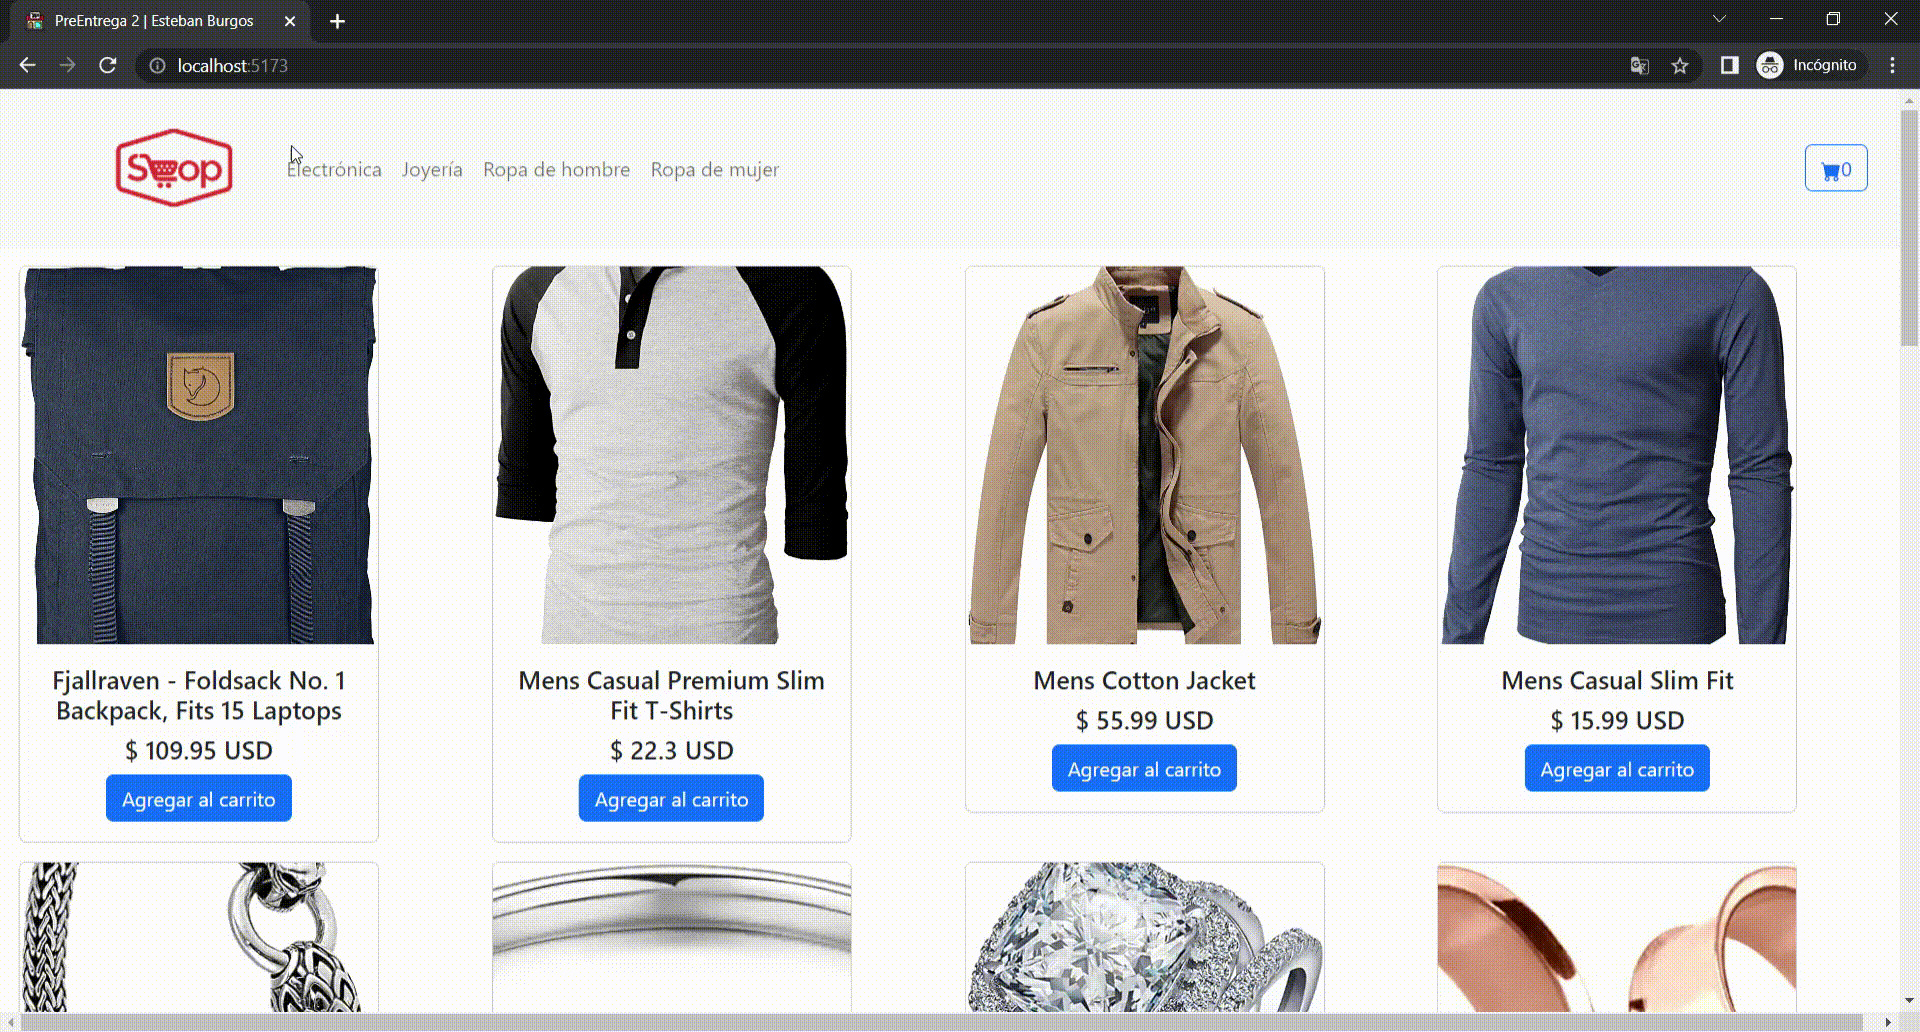 PreEntrega 2 | Esteban Burgos
localhost:5173
Incógnito
Shop
Electrónica
Joyería
Ropa de hombre
Ropa de mujer
0
Fjallraven - Foldsack No. 1
Backpack, Fits 15 Laptops
$ 109.95 USD
Agregar al carrito
Mens Casual Premium Slim
Fit T-Shirts
$ 22.3 USD
Agregar al carrito
Mens Cotton Jacket
$ 55.99 USD
Agregar al carrito
Mens Casual Slim Fit
$ 15.99 USD
Agregar al carrito